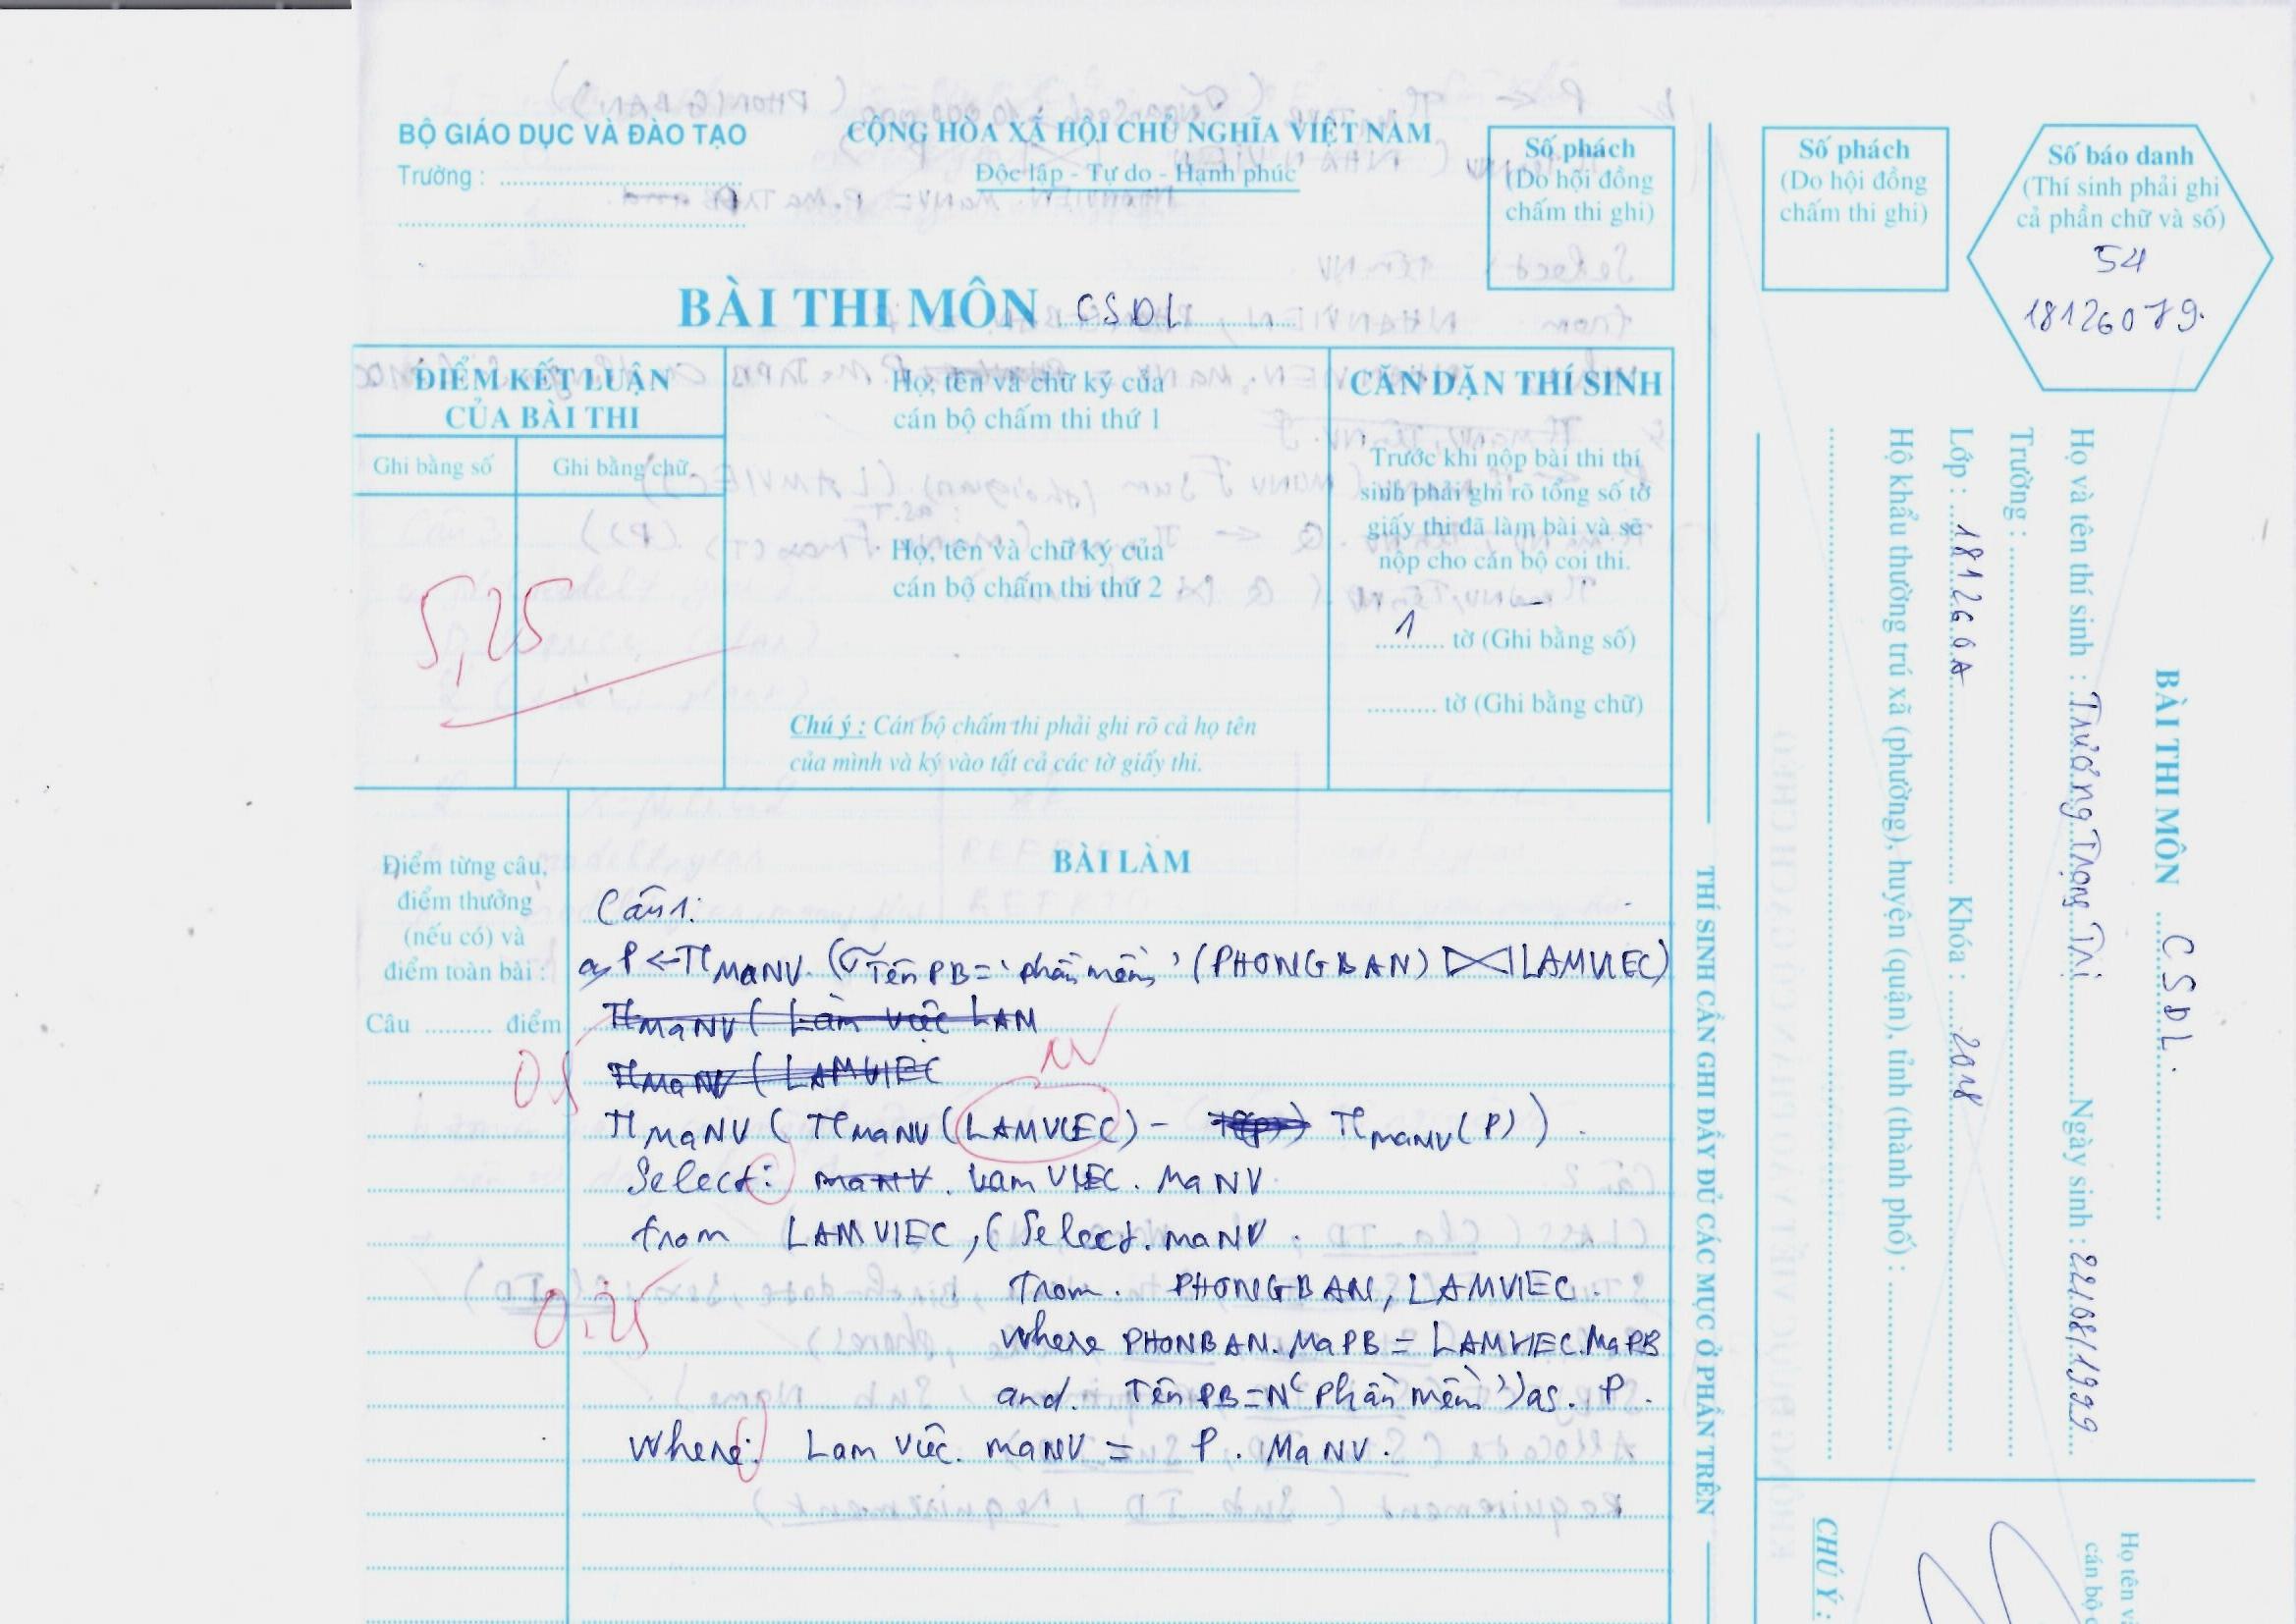 BỘ GIÁO DỤC VÀ ĐÀO TẠO
Trường : ..........
CỘNG HÒA XÃ HỘI CHỦ NGHĨA VIỆT NAM
Độc lập - Tự do - Hạnh phúc
Số phách
(Do hội đồng
chấm thi ghi)
BÀI THI MÔN CSDL
ĐIỂM KẾT LUẬN
CỦA BÀI THI
Ghi bằng số
Ghi bằng chữ
5,25
Họ, tên và chữ ký của
cán bộ chấm thi thứ 1
Họ, tên và chữ ký của
cán bộ chấm thi thứ 2
Chú ý : Cán bộ chấm thi phải ghi rõ cả họ tên
của mình và ký vào tất cả các tờ giấy thi.
CĂN DẶN THÍ SINH
Trước khi nộp bài thi thí
sinh phải ghi rõ tổng số tờ
giấy thi đã làm bài và sẽ
nộp cho cán bộ coi thi.
1 tờ (Ghi bằng số)
.......... tờ (Ghi bằng chữ)
Điểm từng câu,
điểm thưởng
(nếu có) và
điểm toàn bài :
Câu .......... điểm
0,5
0,25
BÀI LÀM
Câu 1:
a, P ← π MaNV (σ TênPB = 'phần mềm' (PHONGBAN) ⋈ LAMVIEC)
π MaNV ( Làm việc LAM
π MaNV ( LAMVIEC
NV
π MaNV ( π MaNV (LAMVIEC) - π MaNV (P) ) .
Select: maNV . Lam VIEC . MaNV
from LAMVIEC, (Select. maNV .
from . PHONGBAN, LAMVIEC .
where PHONBAN.MaPB = LAMVIEC.MaPB
and. TênPB = N'phần mềm') as . P .
Where: Lam việc. maNV = P . MaNV .
THÍ SINH CẦN GHI ĐẦY ĐỦ CÁC MỤC Ở PHẦN TRÊN
Số phách
(Do hội đồng
chấm thi ghi)
Số báo danh
(Thí sinh phải ghi
cả phần chữ và số)
54
18126079.
BÀI THI MÔN CSDL.
Họ và tên thí sinh : Trương Trọng Trị Ngày sinh : 22/08/1999
Trường : ..........
Lớp : 181260A Khóa : 2018
Hộ khẩu thường trú xã (phường), huyện (quận), tỉnh (thành phố) : ..........
CHÚ Ý :
Họ tên và
cán bộ c